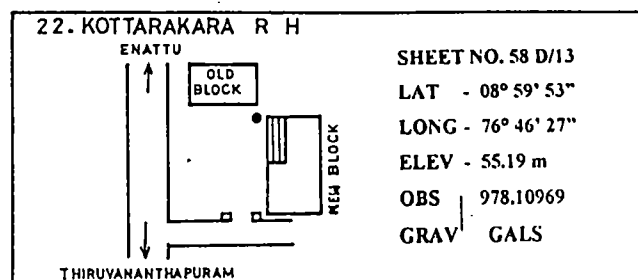 22. KOTTARAKARA R H
ENATTU
OLD
BLOCK
NEW BLOCK
THIRUVANANTHAPURAM
SHEET NO. 58 D/13
LAT - 08° 59' 53"
LONG - 76° 46' 27"
ELEV - 55.19 m
OBS 978.10969
GRAV GALS